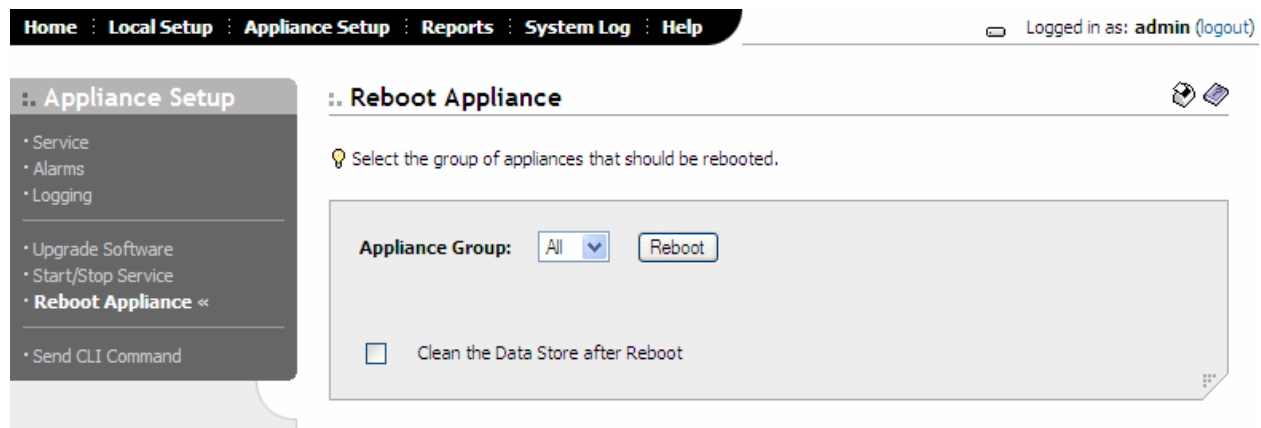 Home Local Setup Appliance Setup Reports System Log Help
Logged in as: admin (logout)
:. Appliance Setup
· Service
· Alarms
· Logging
· Upgrade Software
· Start/Stop Service
· Reboot Appliance «
· Send CLI Command
:. Reboot Appliance
Select the group of appliances that should be rebooted.
Appliance Group: All Reboot
Clean the Data Store after Reboot